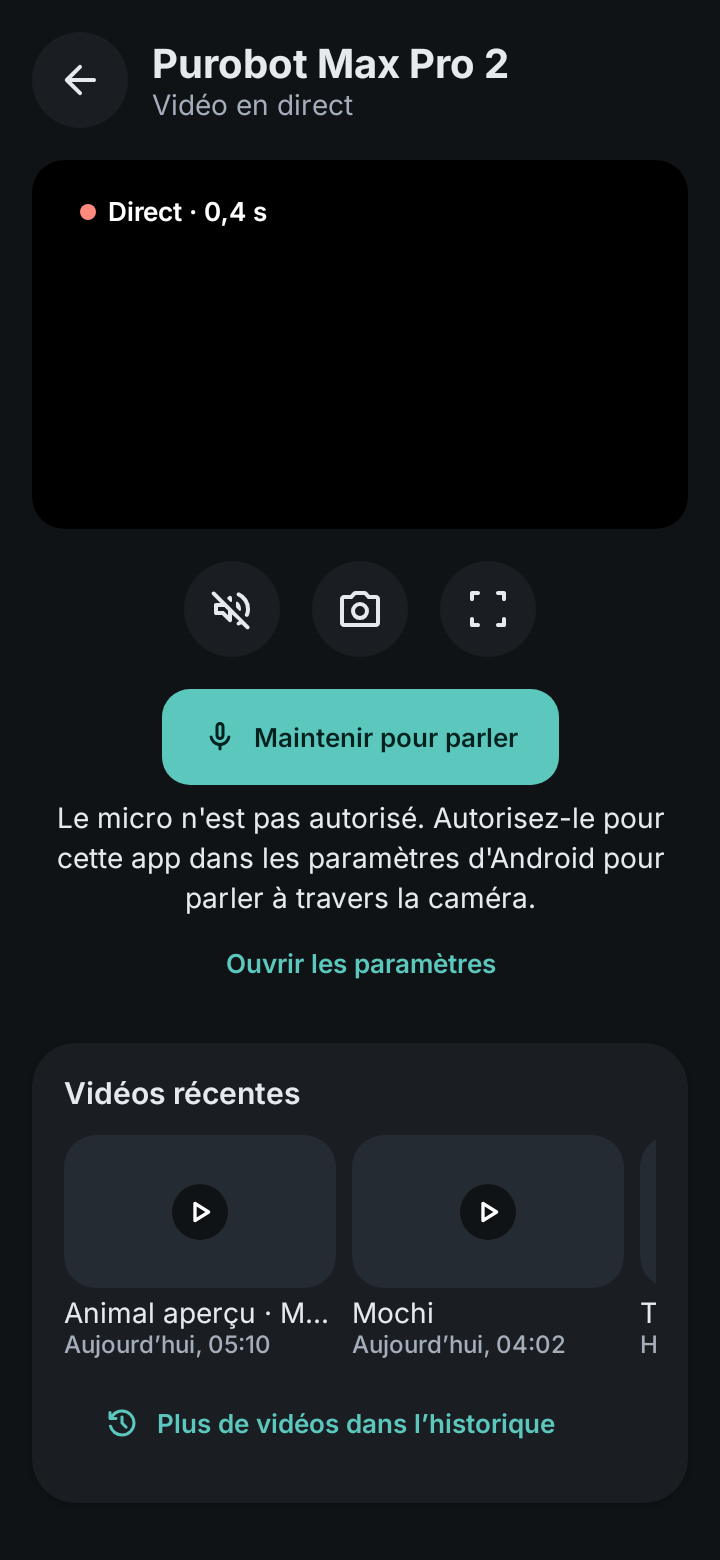 Purobot Max Pro 2
Vidéo en direct
Direct · 0,4 s
Maintenir pour parler
Le micro n'est pas autorisé. Autorisez-le pour
cette app dans les paramètres d'Android pour
parler à travers la caméra.
Ouvrir les paramètres
Vidéos récentes
Animal aperçu · M...
Aujourd’hui, 05:10
Mochi
Aujourd’hui, 04:02
T
H
Plus de vidéos dans l’historique